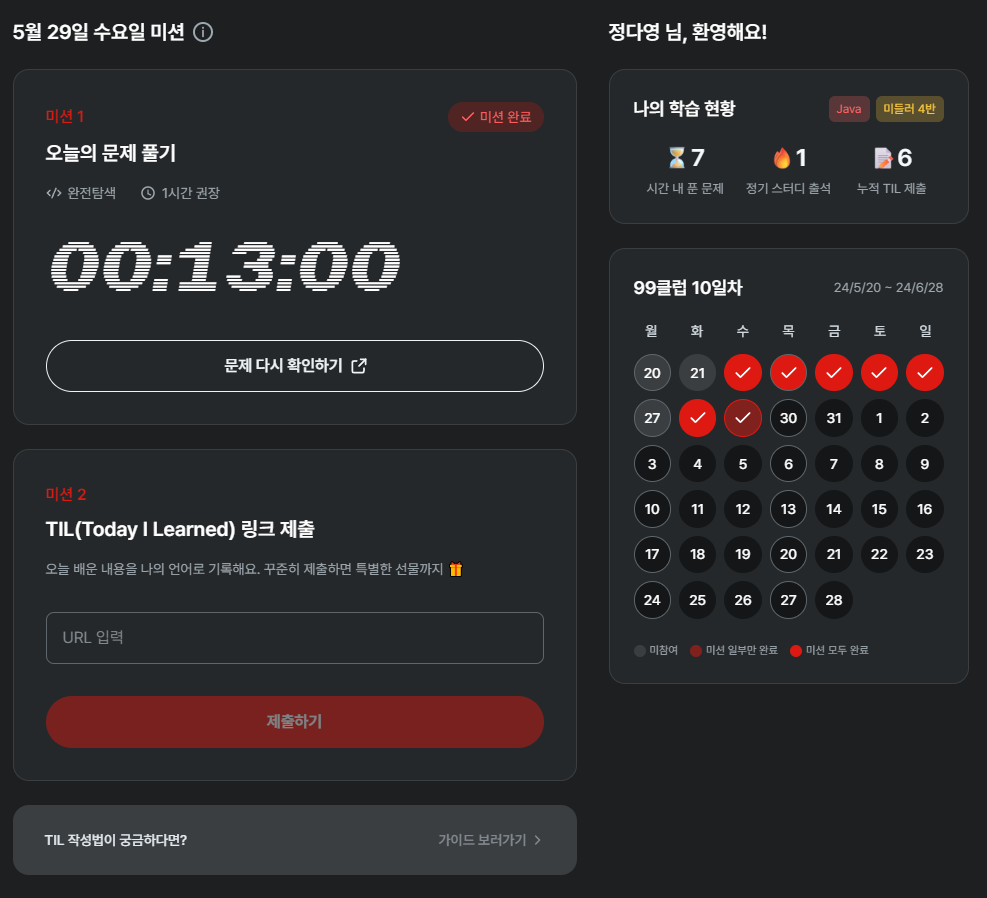 5월 29일 수요일 미션
미션 1
미션 완료
오늘의 문제 풀기
완전탐색 1시간 권장
00:13:00
문제 다시 확인하기
미션 2
TIL(Today I Learned) 링크 제출
오늘 배운 내용을 나의 언어로 기록해요. 꾸준히 제출하면 특별한 선물까지 🎁
URL 입력
제출하기
TIL 작성법이 궁금하다면? 가이드 보러가기
정다영 님, 환영해요!
나의 학습 현황 Java 미들러 4반
⏳7 🔥1 📝6
시간 내 푼 문제 정기 스터디 출석 누적 TIL 제출
99클럽 10일차 24/5/20 ~ 24/6/28
월 화 수 목 금 토 일
20 21
27 30 31 1 2
3 4 5 6 7 8 9
10 11 12 13 14 15 16
17 18 19 20 21 22 23
24 25 26 27 28
미참여 미션 일부만 완료 미션 모두 완료